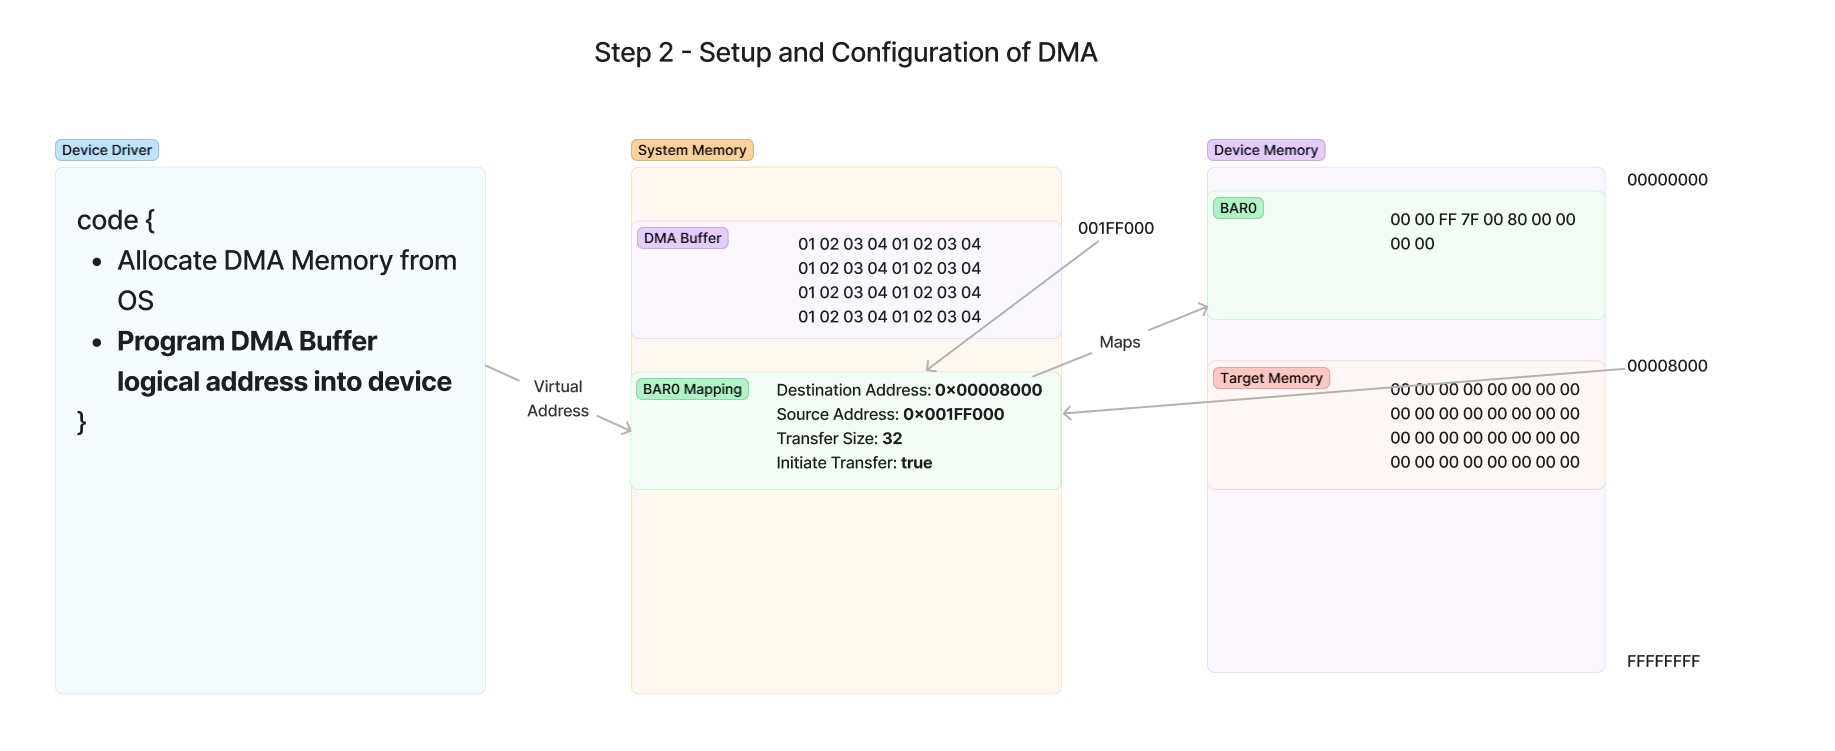 Step 2 - Setup and Configuration of DMA
Device Driver
code {
• Allocate DMA Memory from
OS
• Program DMA Buffer
logical address into device
}
Virtual
Address
System Memory
DMA Buffer
01 02 03 04 01 02 03 04
01 02 03 04 01 02 03 04
01 02 03 04 01 02 03 04
01 02 03 04 01 02 03 04
001FF000
BAR0 Mapping
Destination Address: 0×00008000
Source Address: 0×001FF000
Transfer Size: 32
Initiate Transfer: true
Maps
Device Memory
00000000
BAR0
00 00 FF 7F 00 80 00 00
00 00
00008000
Target Memory
00 00 00 00 00 00 00 00
00 00 00 00 00 00 00 00
00 00 00 00 00 00 00 00
00 00 00 00 00 00 00 00
FFFFFFFF